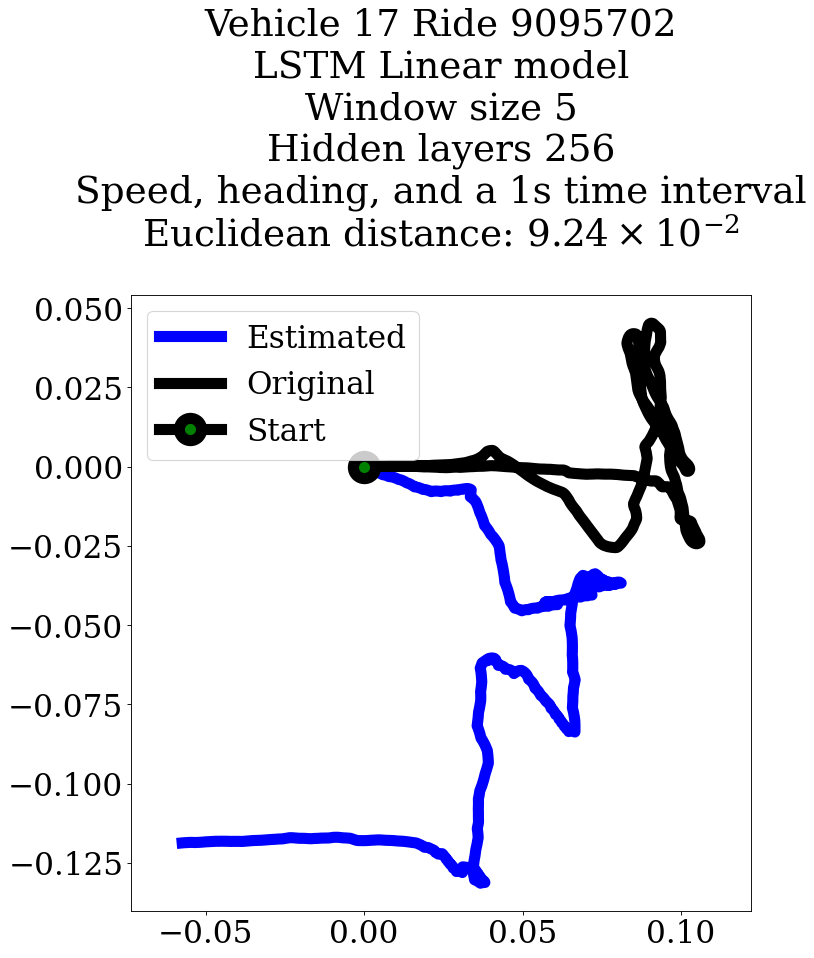 Vehicle 17 Ride 9095702
LSTM Linear model
Window size 5
Hidden layers 256
Speed, heading, and a 1s time interval
Euclidean distance: 9.24 × 10⁻²
Estimated
Original
Start
0.050
0.025
0.000
−0.025
−0.050
−0.075
−0.100
−0.125
−0.05 0.00 0.05 0.10